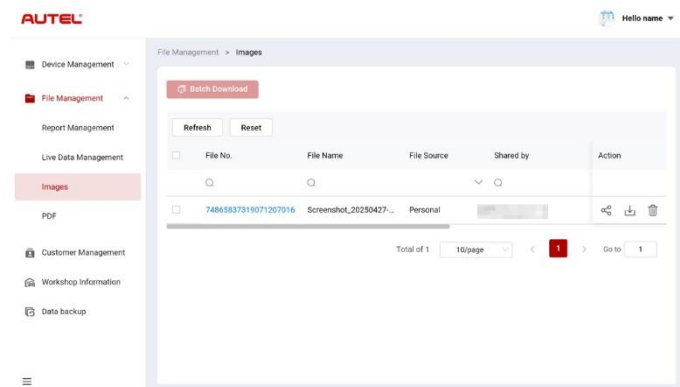 AUTEL
Hello name
Device Management
File Management
Report Management
Live Data Management
Images
PDF
Customer Management
Workshop Information
Data backup
File Management > Images
Batch Download
Refresh Reset
File No. File Name File Source Shared by Action
74865837319071207016 Screenshot_20250427-... Personal
Total of 1 10/page < 1 > Go to 1